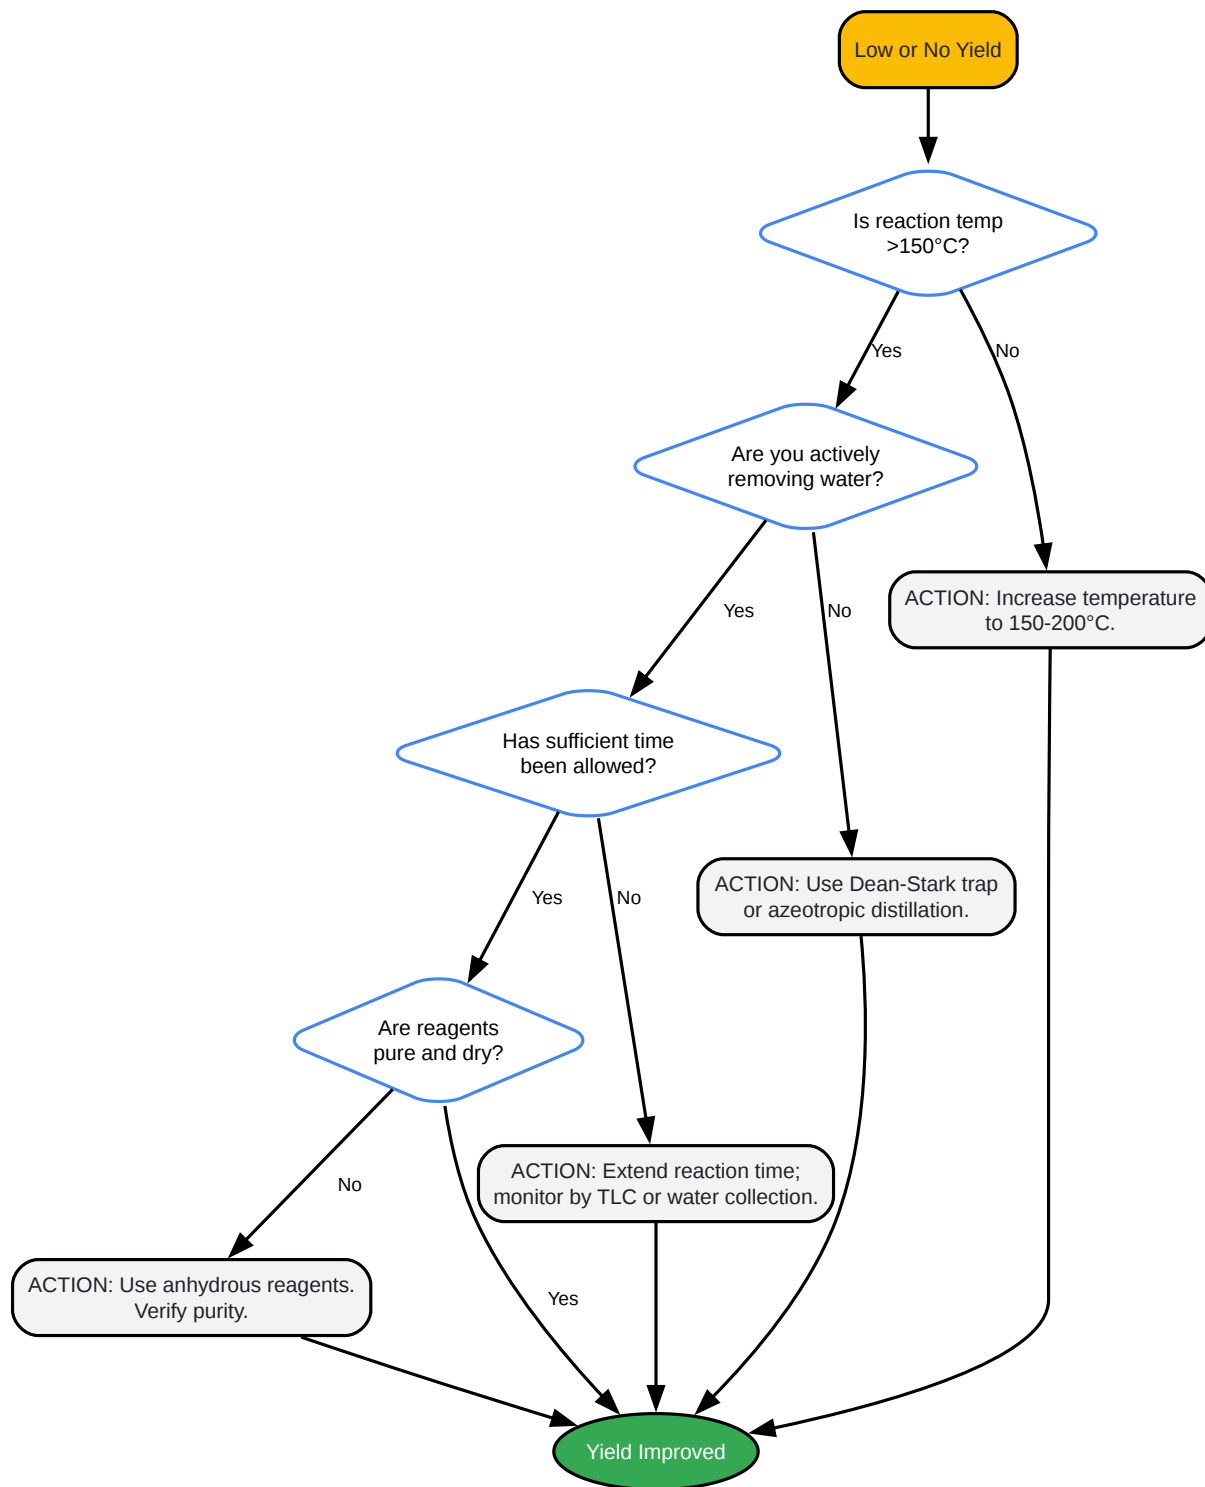 Low or No Yield
Is reaction temp
>150°C?
Yes
No
Are you actively
removing water?
ACTION: Increase temperature
to 150-200°C.
Yes
No
Has sufficient time
been allowed?
ACTION: Use Dean-Stark trap
or azeotropic distillation.
Yes
No
Are reagents
pure and dry?
ACTION: Extend reaction time;
monitor by TLC or water collection.
No
Yes
ACTION: Use anhydrous reagents.
Verify purity.
Yield Improved